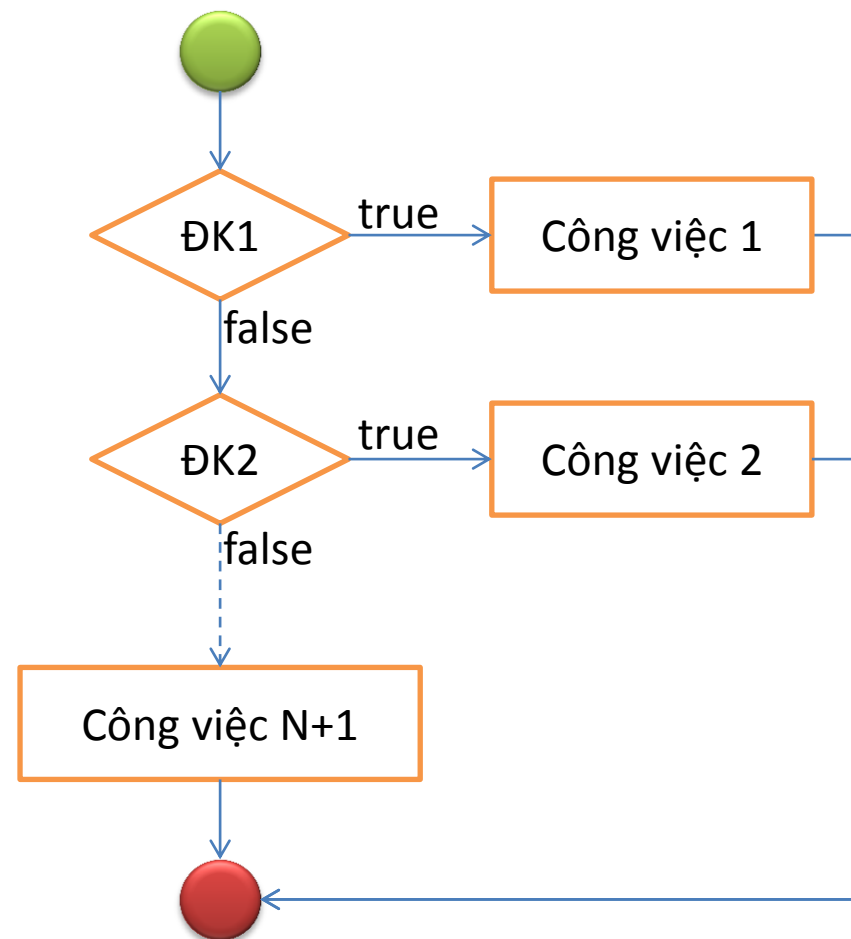 ĐK1
true
Công việc 1
false
ĐK2
true
Công việc 2
false
Công việc N+1